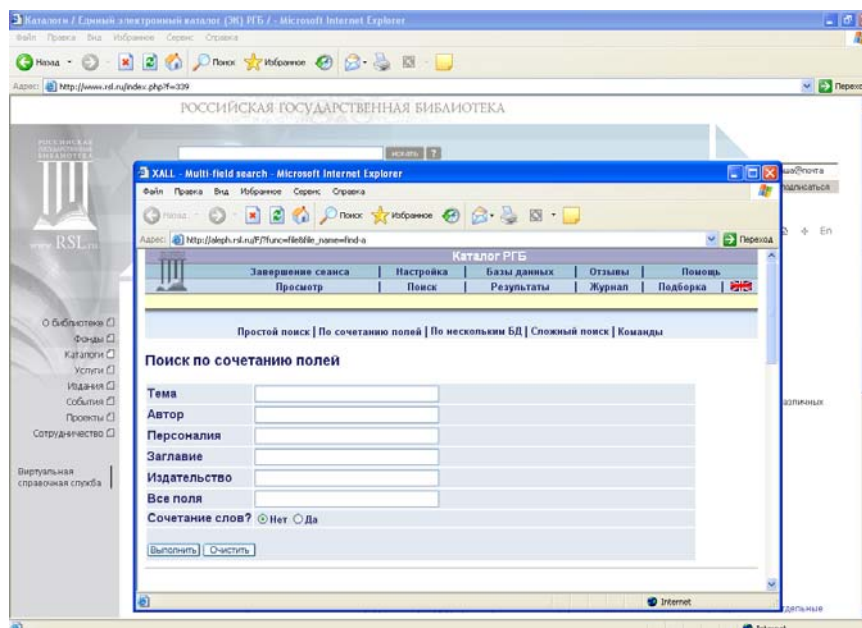 Каталоги / Единый электронный каталог (ЭК) РГБ / - Microsoft Internet Explorer
Файл Правка Вид Избранное Сервис Справка
Назад Поиск Избранное
Адрес: http://www.rsl.ru/index.php?f=339
РОССИЙСКАЯ ГОСУДАРСТВЕННАЯ БИБЛИОТЕКА
РОССИЙСКАЯ
ГОСУДАРСТВЕННАЯ
БИБЛИОТЕКА
искать ?
www.RSL.ru
En
О библиотеке
Фонды
Каталоги
Услуги
Издания
События
Проекты
Сотрудничество
Виртуальная
справочная служба
XALL - Multi-field search - Microsoft Internet Explorer
Файл Правка Вид Избранное Сервис Справка
Назад Поиск Избранное
Адрес: http://aleph.rsl.ru/F/?func=file&file_name=find-a Переход
Каталог РГБ
Завершение сеанса | Настройка | Базы данных | Отзывы | Помощь
Просмотр | Поиск | Результаты | Журнал | Подборка |
Простой поиск | По сочетанию полей | По нескольким БД | Сложный поиск | Команды
Поиск по сочетанию полей
Тема
Автор
Персоналия
Заглавие
Издательство
Все поля
Сочетание слов? Нет Да
Выполнить Очистить
Internet